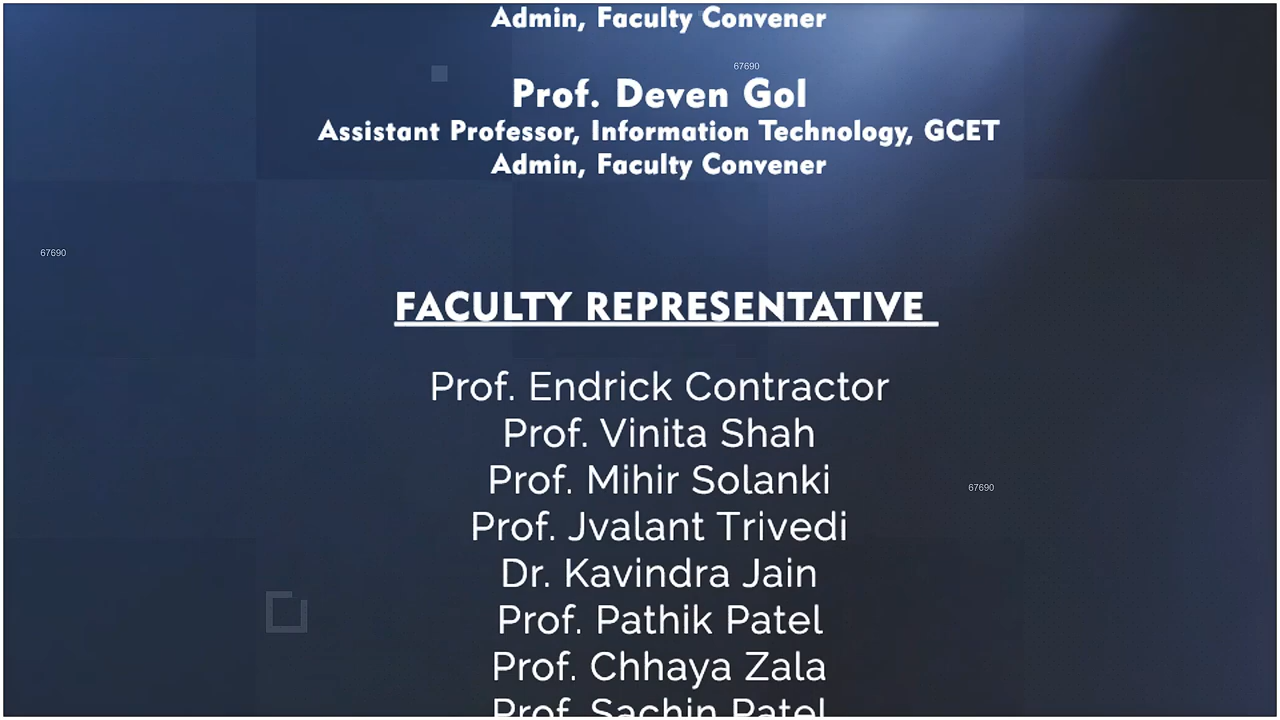 Admin, Faculty Convener
67690
Prof. Deven Gol
Assistant Professor, Information Technology, GCET
Admin, Faculty Convener
67690
FACULTY REPRESENTATIVE
Prof. Endrick Contractor
Prof. Vinita Shah
Prof. Mihir Solanki
67690
Prof. Jvalant Trivedi
Dr. Kavindra Jain
Prof. Pathik Patel
Prof. Chhaya Zala
Prof. Sachin Patel